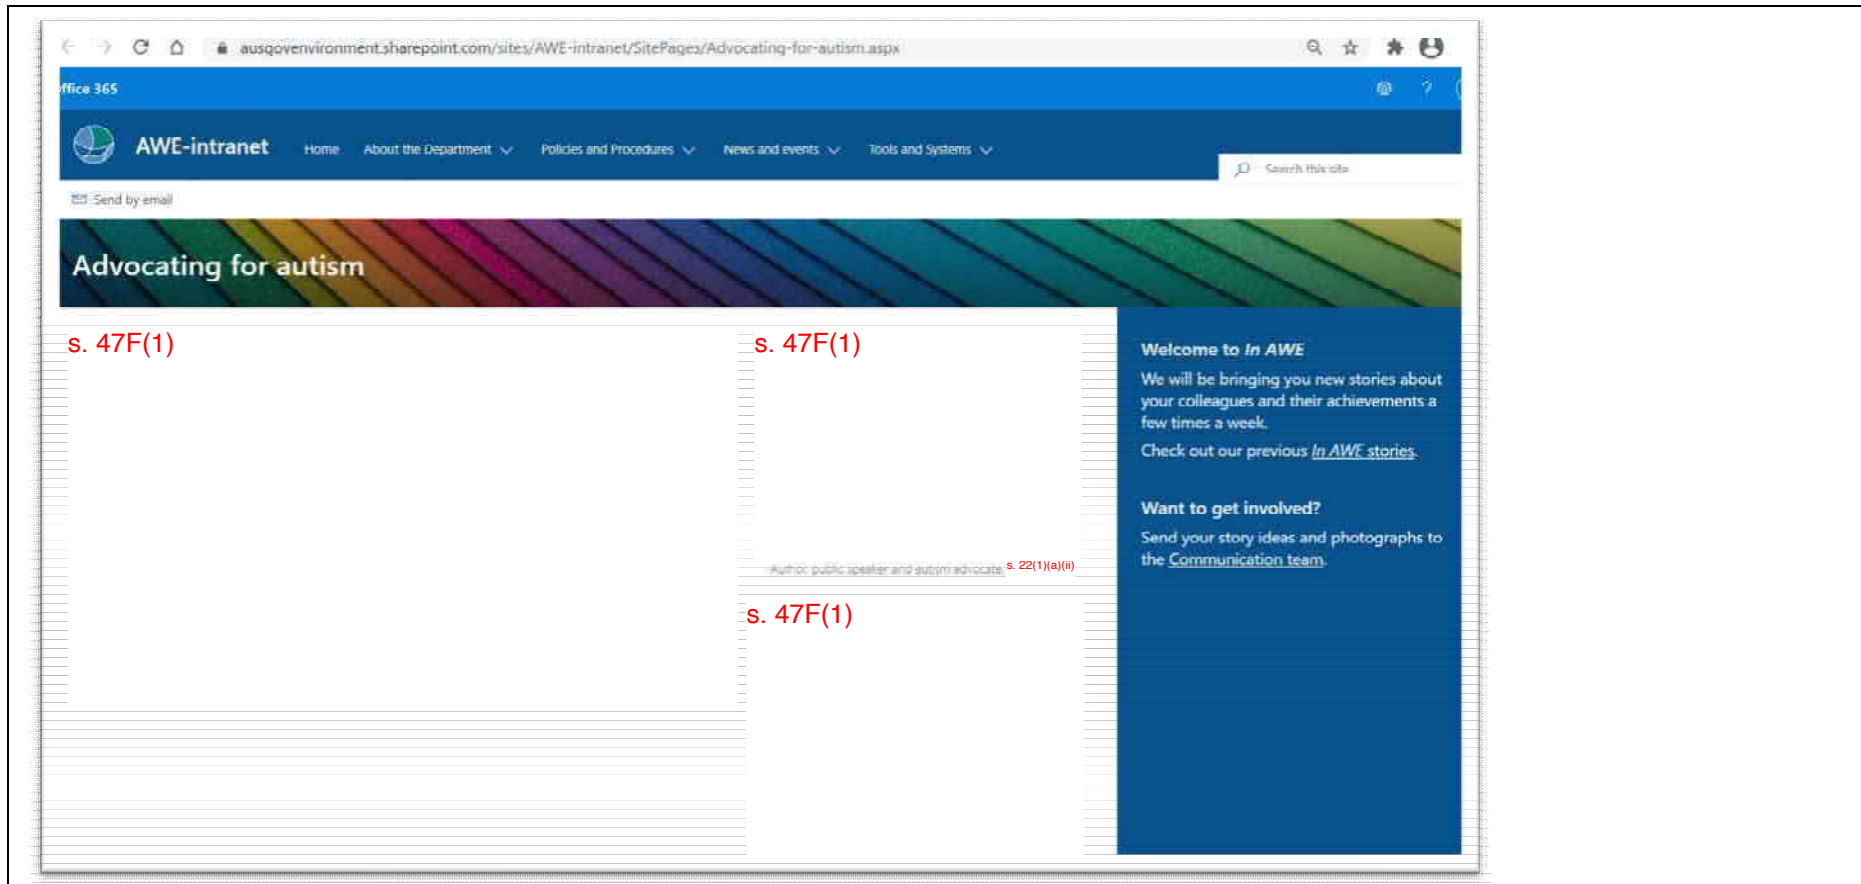 ausgovenvironment.sharepoint.com/sites/AWE-intranet/SitePages/Advocating-for-autism.aspx
ffice 365
?
AWE-intranet Home About the Department Policies and Procedures News and events Tools and Systems
Search this site
Send by email
Advocating for autism
s. 47F(1)
s. 47F(1)
Author, public speaker and autism advocate, s. 22(1)(a)(ii)
s. 47F(1)
Welcome to In AWE
We will be bringing you new stories about
your colleagues and their achievements a
few times a week.
Check out our previous In AWE stories.
Want to get involved?
Send your story ideas and photographs to
the Communication team.